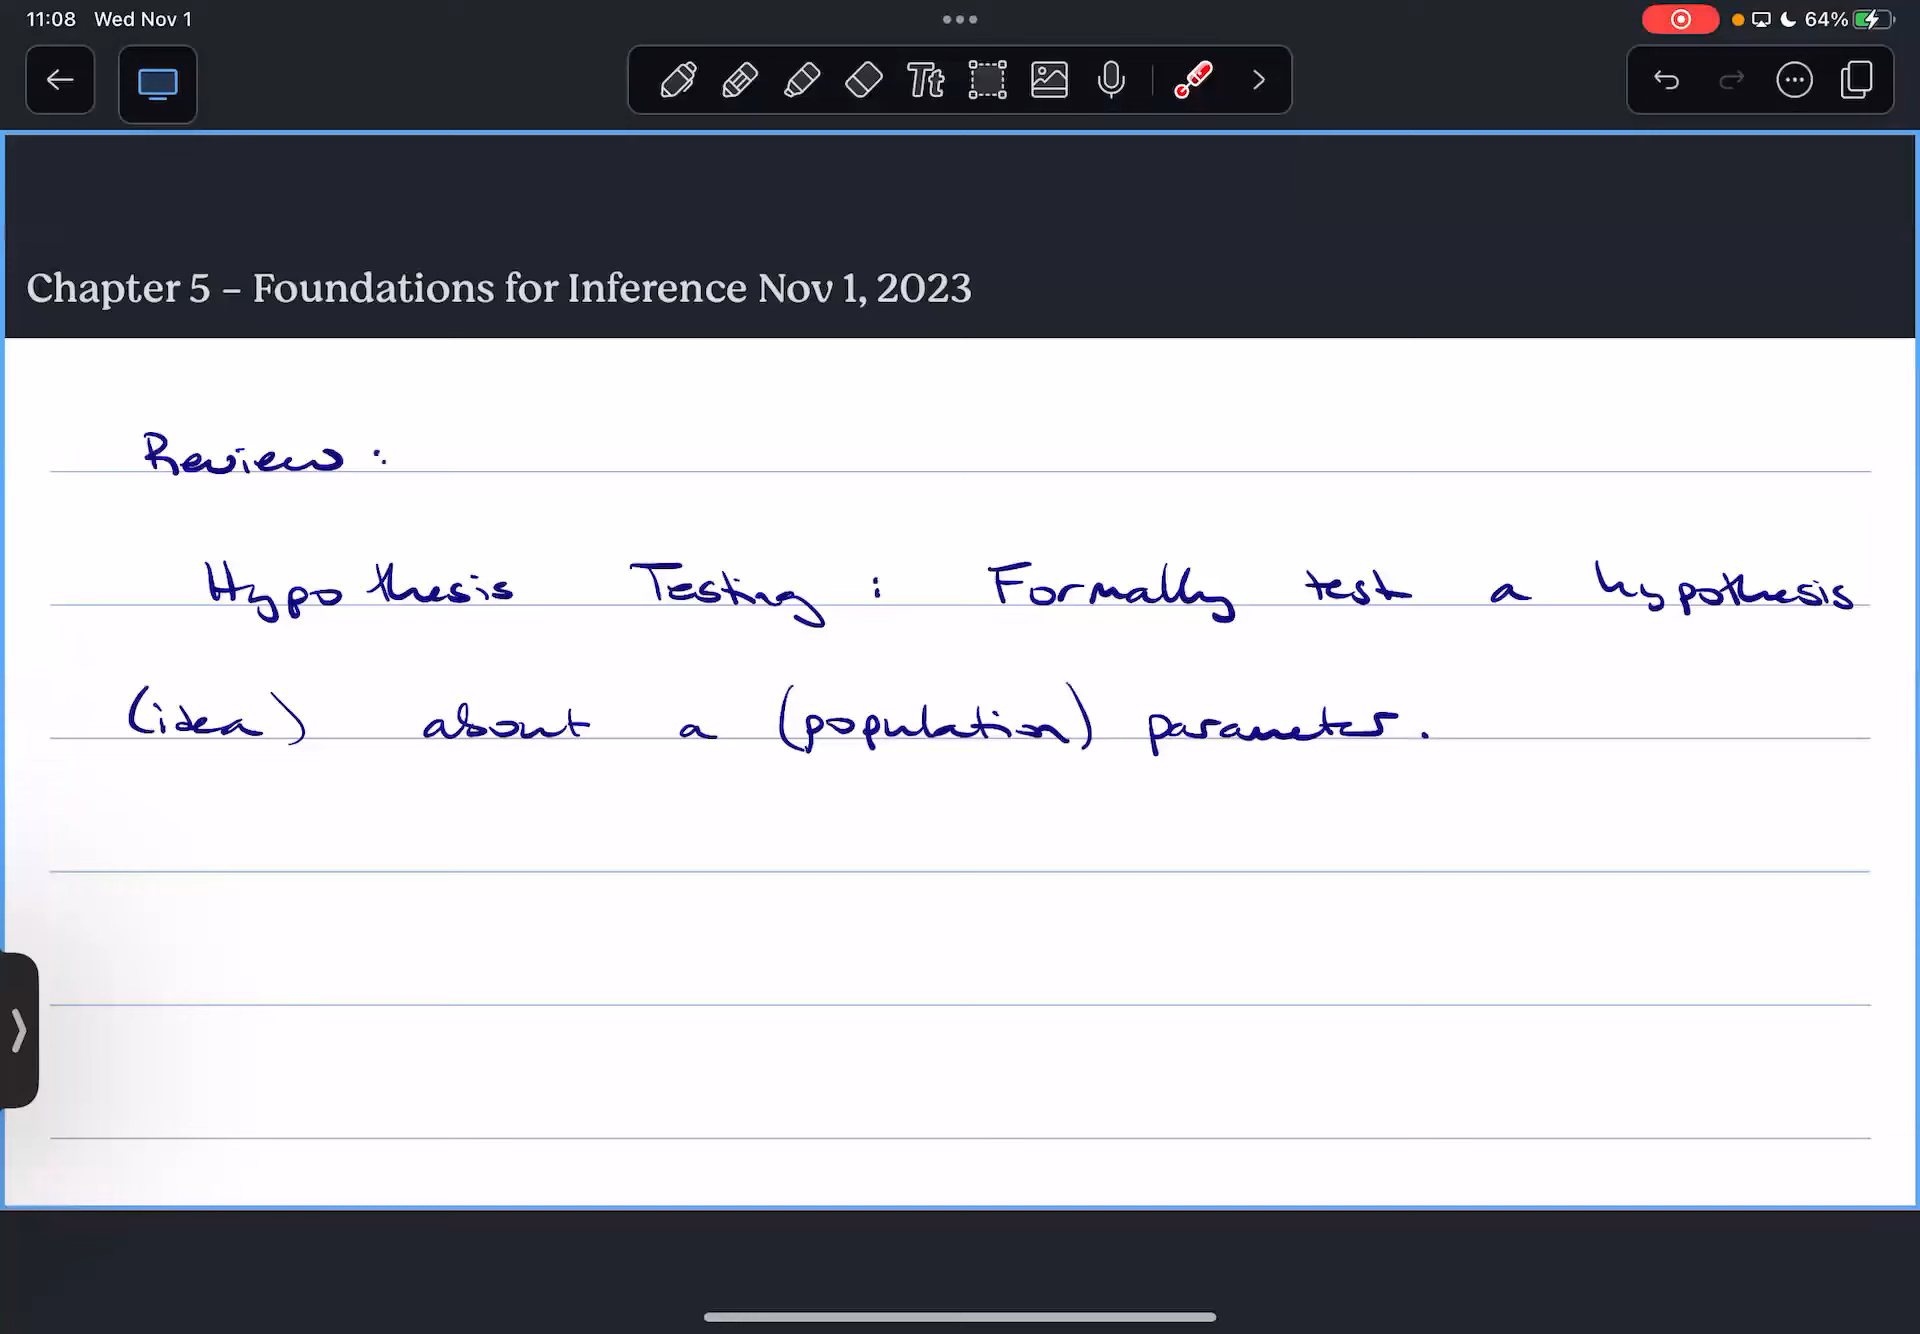 11:08 Wed Nov 1
64%
Tt
Chapter 5 – Foundations for Inference Nov 1, 2023
Review:
Hypothesis Testing: Formally test a hypothesis
(idea) about a (population) parameter.